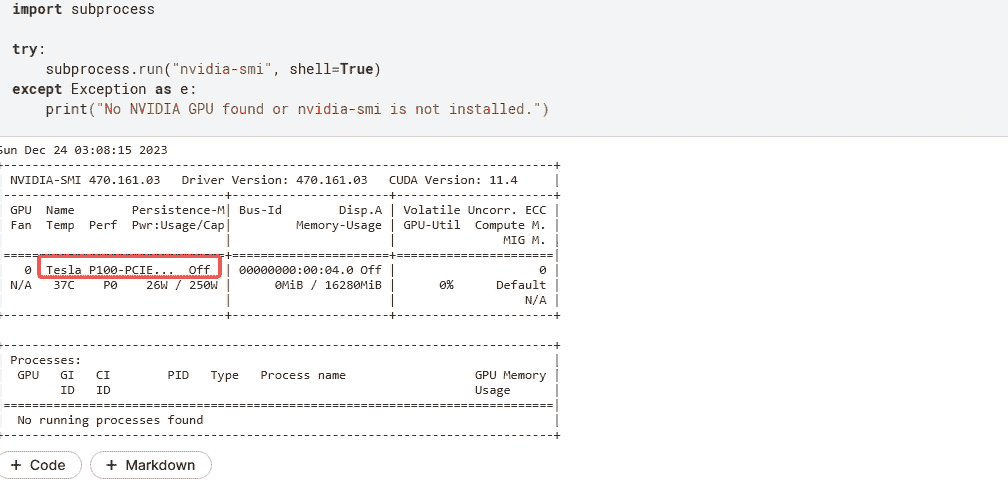 import subprocess
try:
    subprocess.run("nvidia-smi", shell=True)
except Exception as e:
    print("No NVIDIA GPU found or nvidia-smi is not installed.")
Sun Dec 24 03:08:15 2023
+-----------------------------------------------------------------------------+
| NVIDIA-SMI 470.161.03   Driver Version: 470.161.03   CUDA Version: 11.4     |
|-------------------------------+----------------------+----------------------+
| GPU  Name        Persistence-M| Bus-Id        Disp.A | Volatile Uncorr. ECC |
| Fan  Temp  Perf  Pwr:Usage/Cap|         Memory-Usage | GPU-Util  Compute M. |
|                               |                      |               MIG M. |
|===============================+======================+======================|
|   0  Tesla P100-PCIE...  Off  | 00000000:00:04.0 Off |                    0 |
| N/A   37C    P0    26W / 250W |      0MiB / 16280MiB |      0%      Default |
|                               |                      |                  N/A |
+-------------------------------+----------------------+----------------------+
+-----------------------------------------------------------------------------+
| Processes:                                                                  |
|  GPU   GI   CI        PID   Type   Process name                  GPU Memory |
|        ID   ID                                                   Usage      |
|=============================================================================|
|  No running processes found                                                 |
+-----------------------------------------------------------------------------+
+ Code
+ Markdown